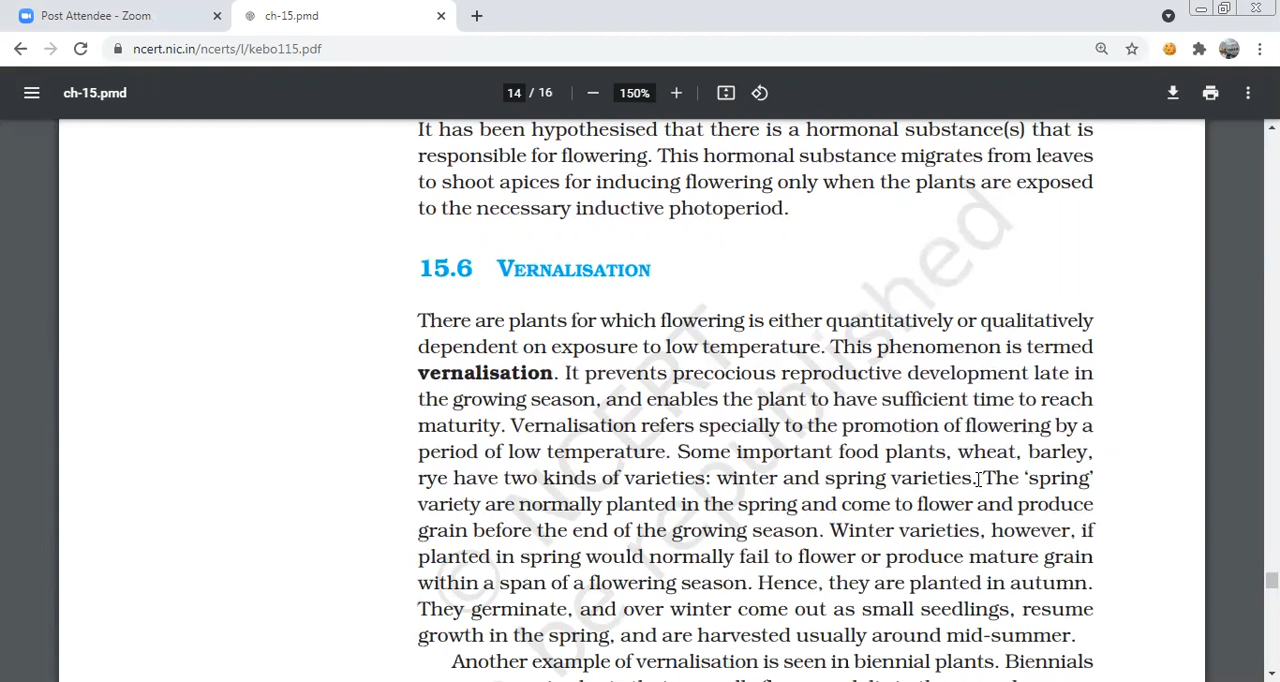 Post Attendee - Zoom
ch-15.pmd
ncert.nic.in/ncerts/l/kebo115.pdf
ch-15.pmd
14 / 16
150%
It has been hypothesised that there is a hormonal substance(s) that is
responsible for flowering. This hormonal substance migrates from leaves
to shoot apices for inducing flowering only when the plants are exposed
to the necessary inductive photoperiod.
15.6 VERNALISATION
There are plants for which flowering is either quantitatively or qualitatively
dependent on exposure to low temperature. This phenomenon is termed
vernalisation. It prevents precocious reproductive development late in
the growing season, and enables the plant to have sufficient time to reach
maturity. Vernalisation refers specially to the promotion of flowering by a
period of low temperature. Some important food plants, wheat, barley,
rye have two kinds of varieties: winter and spring varieties. The ‘spring’
variety are normally planted in the spring and come to flower and produce
grain before the end of the growing season. Winter varieties, however, if
planted in spring would normally fail to flower or produce mature grain
within a span of a flowering season. Hence, they are planted in autumn.
They germinate, and over winter come out as small seedlings, resume
growth in the spring, and are harvested usually around mid-summer.
Another example of vernalisation is seen in biennial plants. Biennials
© NCERT
be republished